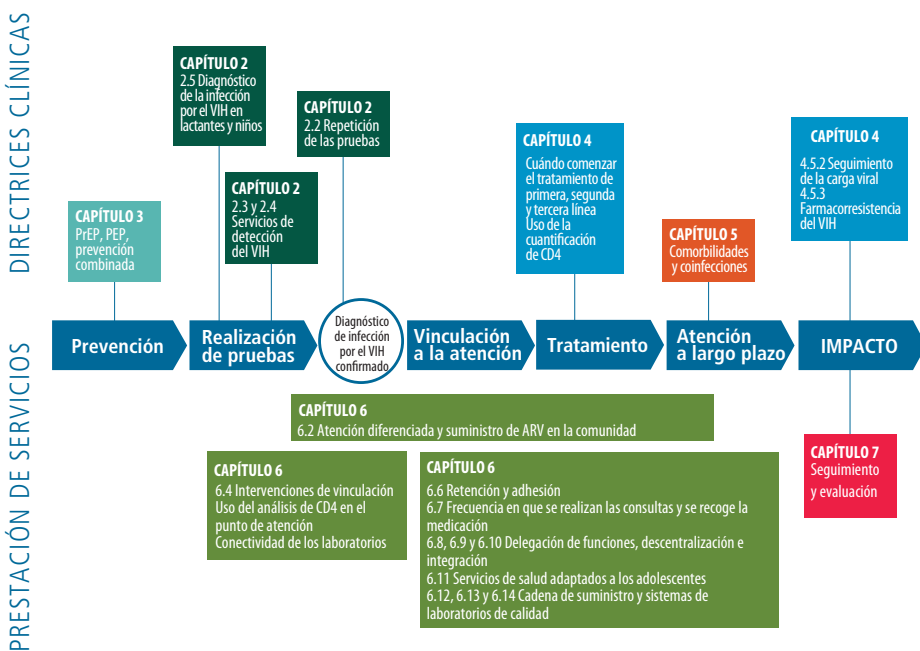 DIRECTRICES CLÍNICAS
CAPÍTULO 3
PrEP, PEP,
prevención
combinada
CAPÍTULO 2
2.5 Diagnóstico
de la infección
por el VIH en
lactantes y niños
CAPÍTULO 2
2.3 y 2.4
Servicios de
detección
del VIH
CAPÍTULO 2
2.2 Repetición
de las pruebas
CAPÍTULO 4
Cuándo comenzar
el tratamiento de
primera, segunda
y tercera línea
Uso de la
cuantificación
de CD4
CAPÍTULO 5
Comorbilidades
y coinfecciones
CAPÍTULO 4
4.5.2 Seguimiento
de la carga viral
4.5.3
Farmacorresistencia
del VIH
Prevención
Realización
de pruebas
Diagnóstico
de infección
por el VIH
confirmado
Vinculación
a la atención
Tratamiento
Atención
a largo plazo
IMPACTO
PRESTACIÓN DE SERVICIOS
CAPÍTULO 6
6.2 Atención diferenciada y suministro de ARV en la comunidad
CAPÍTULO 6
6.4 Intervenciones de vinculación
Uso del análisis de CD4 en el
punto de atención
Conectividad de los laboratorios
CAPÍTULO 6
6.6 Retención y adhesión
6.7 Frecuencia en que se realizan las consultas y se recoge la
medicación
6.8, 6.9 y 6.10 Delegación de funciones, descentralización e
integración
6.11 Servicios de salud adaptados a los adolescentes
6.12, 6.13 y 6.14 Cadena de suministro y sistemas de
laboratorios de calidad
CAPÍTULO 7
Seguimiento
y evaluación